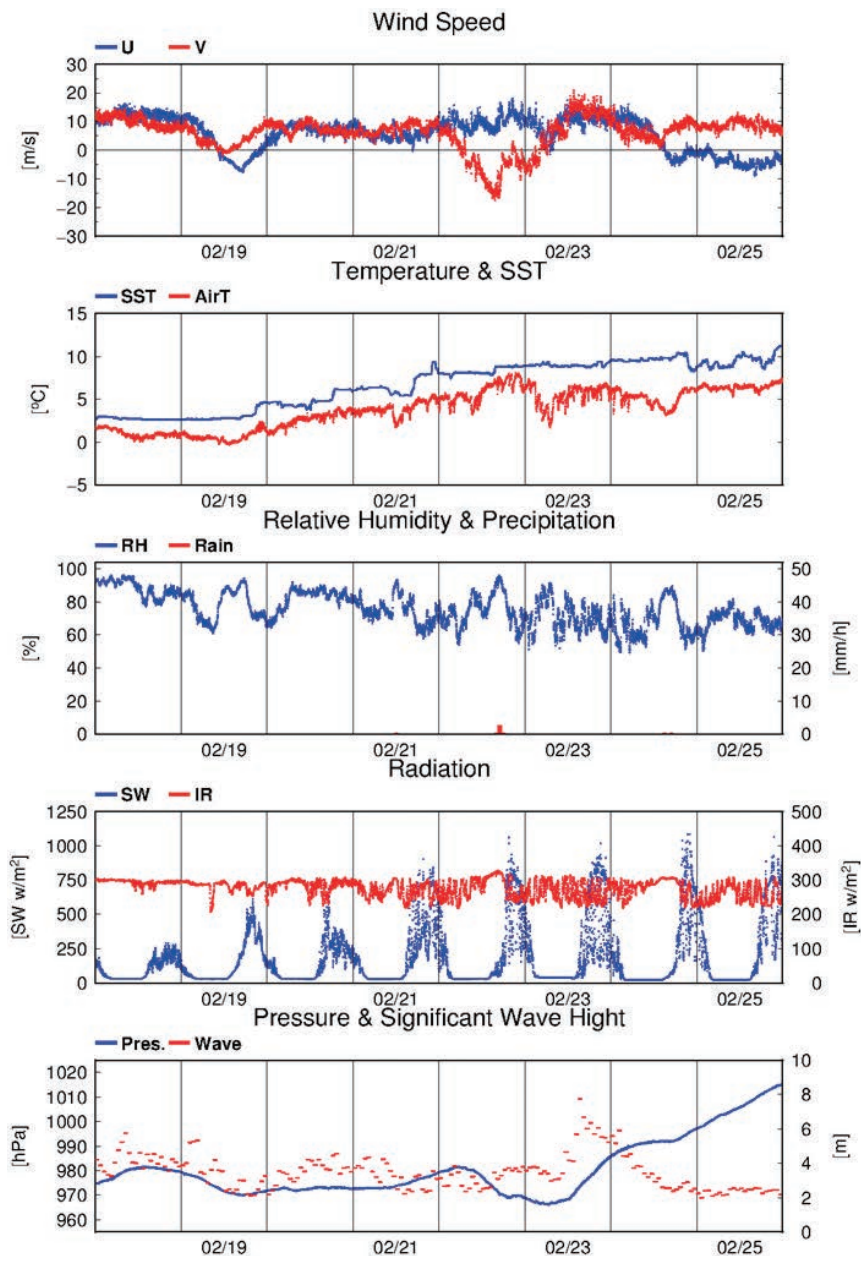 Wind Speed
U V
30
20
10
0
−10
−20
−30
[m/s]
02/19 02/21 02/23 02/25
Temperature & SST
SST AirT
15
10
5
0
−5
[ºC]
02/19 02/21 02/23 02/25
Relative Humidity & Precipitation
RH Rain
100 50
80 40
60 30
40 20
20 10
0 0
[%] [mm/h]
02/19 02/21 02/23 02/25
Radiation
SW IR
1250 500
1000 400
750 300
500 200
250 100
0 0
[SW w/m²] [IR w/m²]
02/19 02/21 02/23 02/25
Pressure & Significant Wave Hight
Pres. Wave
1020 10
1010 8
1000 6
990 4
980 2
970 0
960
[hPa] [m]
02/19 02/21 02/23 02/25